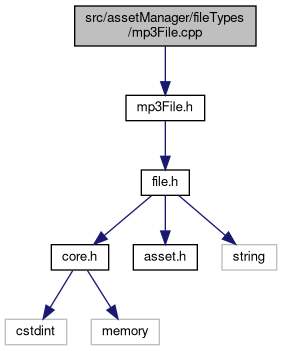 src/assetManager/fileTypes
/mp3File.cpp
mp3File.h
file.h
core.h
asset.h
string
cstdint
memory